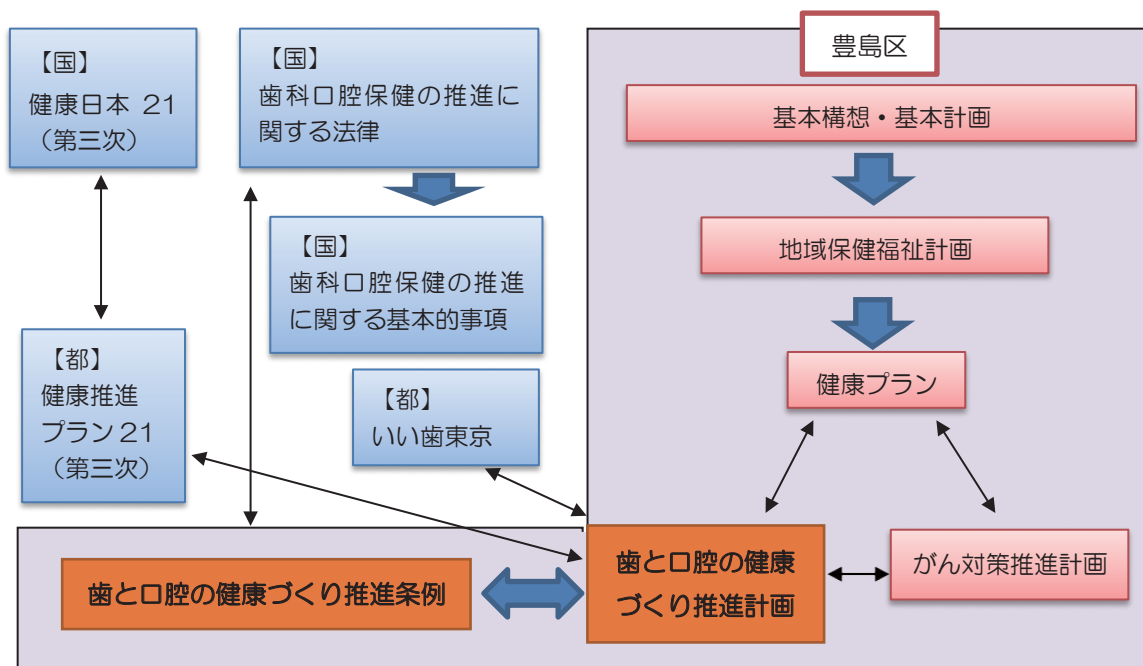 【国】
健康日本 21
（第三次）
【国】
歯科口腔保健の推進に
関する法律
【国】
歯科口腔保健の推進
に関する基本的事項
【都】
健康推進
プラン 21
（第三次）
【都】
いい歯東京
豊島区
基本構想・基本計画
地域保健福祉計画
健康プラン
歯と口腔の健康づくり推進条例
歯と口腔の健康
づくり推進計画
がん対策推進計画